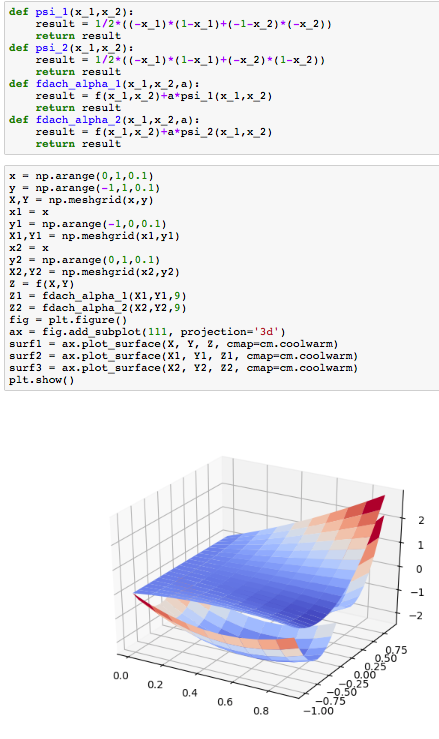 def psi_1(x_1,x_2):
    result = 1/2*((-x_1)*(1-x_1)+(-1-x_2)*(-x_2))
    return result
def psi_2(x_1,x_2):
    result = 1/2*((-x_1)*(1-x_1)+(-x_2)*(1-x_2))
    return result
def fdach_alpha_1(x_1,x_2,a):
    result = f(x_1,x_2)+a*psi_1(x_1,x_2)
    return result
def fdach_alpha_2(x_1,x_2,a):
    result = f(x_1,x_2)+a*psi_2(x_1,x_2)
    return result
x = np.arange(0,1,0.1)
y = np.arange(-1,1,0.1)
X,Y = np.meshgrid(x,y)
x1 = x
y1 = np.arange(-1,0,0.1)
X1,Y1 = np.meshgrid(x1,y1)
x2 = x
y2 = np.arange(0,1,0.1)
X2,Y2 = np.meshgrid(x2,y2)
Z = f(X,Y)
Z1 = fdach_alpha_1(X1,Y1,9)
Z2 = fdach_alpha_2(X2,Y2,9)
fig = plt.figure()
ax = fig.add_subplot(111, projection='3d')
surf1 = ax.plot_surface(X, Y, Z, cmap=cm.coolwarm)
surf2 = ax.plot_surface(X1, Y1, Z1, cmap=cm.coolwarm)
surf3 = ax.plot_surface(X2, Y2, Z2, cmap=cm.coolwarm)
plt.show()
2
1
0
−1
−2
0.75
0.50
0.25
0.00
−0.25
−0.50
−0.75
−1.00
0.0
0.2
0.4
0.6
0.8